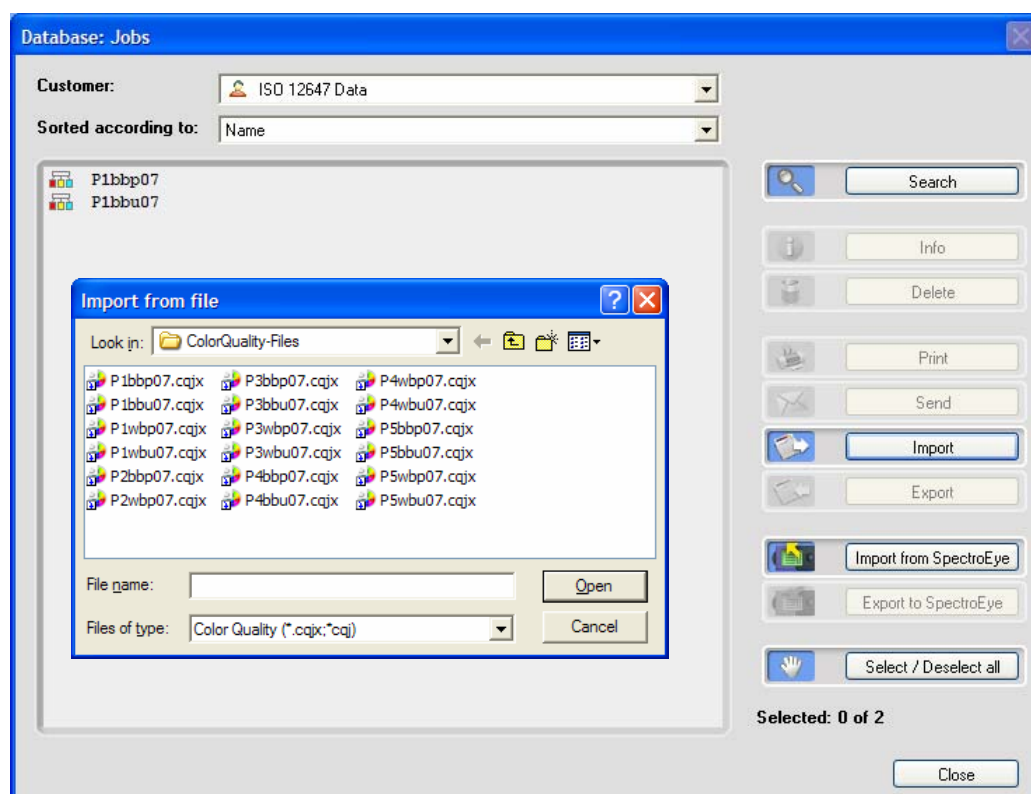 Database: Jobs
Customer: ISO 12647 Data
Sorted according to: Name
P1bbp07
P1bbu07
Search
Info
Delete
Print
Send
Import
Export
Import from SpectroEye
Export to SpectroEye
Select / Deselect all
Selected: 0 of 2
Close
Import from file
Look in: ColorQuality-Files
P1bbp07.cqjx P3bbp07.cqjx P4wbp07.cqjx
P1bbu07.cqjx P3bbu07.cqjx P4wbu07.cqjx
P1wbp07.cqjx P3wbp07.cqjx P5bbp07.cqjx
P1wbu07.cqjx P3wbu07.cqjx P5bbu07.cqjx
P2bbp07.cqjx P4bbp07.cqjx P5wbp07.cqjx
P2wbp07.cqjx P4bbu07.cqjx P5wbu07.cqjx
File name: Open
Files of type: Color Quality (*.cqjx;*cqj) Cancel